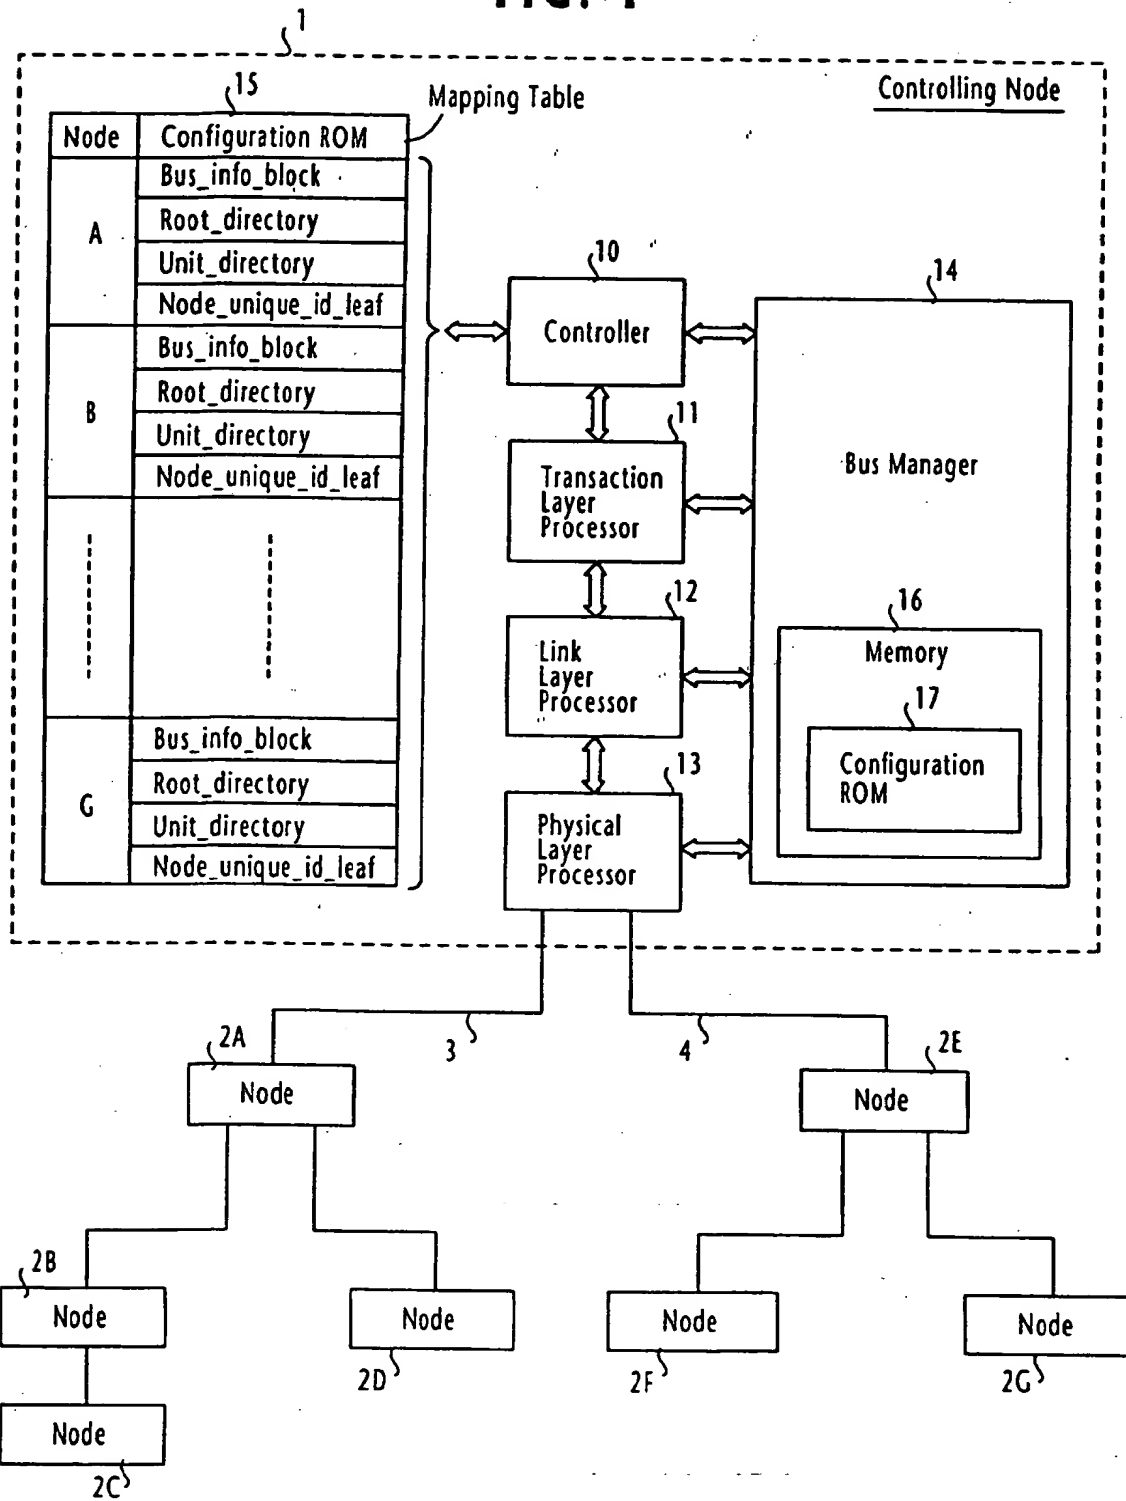 1
15
Mapping Table
Controlling Node
Node Configuration ROM
A
Bus_info_block
Root_directory
Unit_directory
Node_unique_id_leaf
B
Bus_info_block
Root_directory
Unit_directory
Node_unique_id_leaf
G
Bus_info_block
Root_directory
Unit_directory
Node_unique_id_leaf
10
Controller
11
Transaction
Layer
Processor
12
Link
Layer
Processor
13
Physical
Layer
Processor
14
Bus Manager
16
Memory
17
Configuration
ROM
3
4
2A
Node
2E
Node
2B
Node
Node
2D
Node
2F
Node
2G
Node
2C